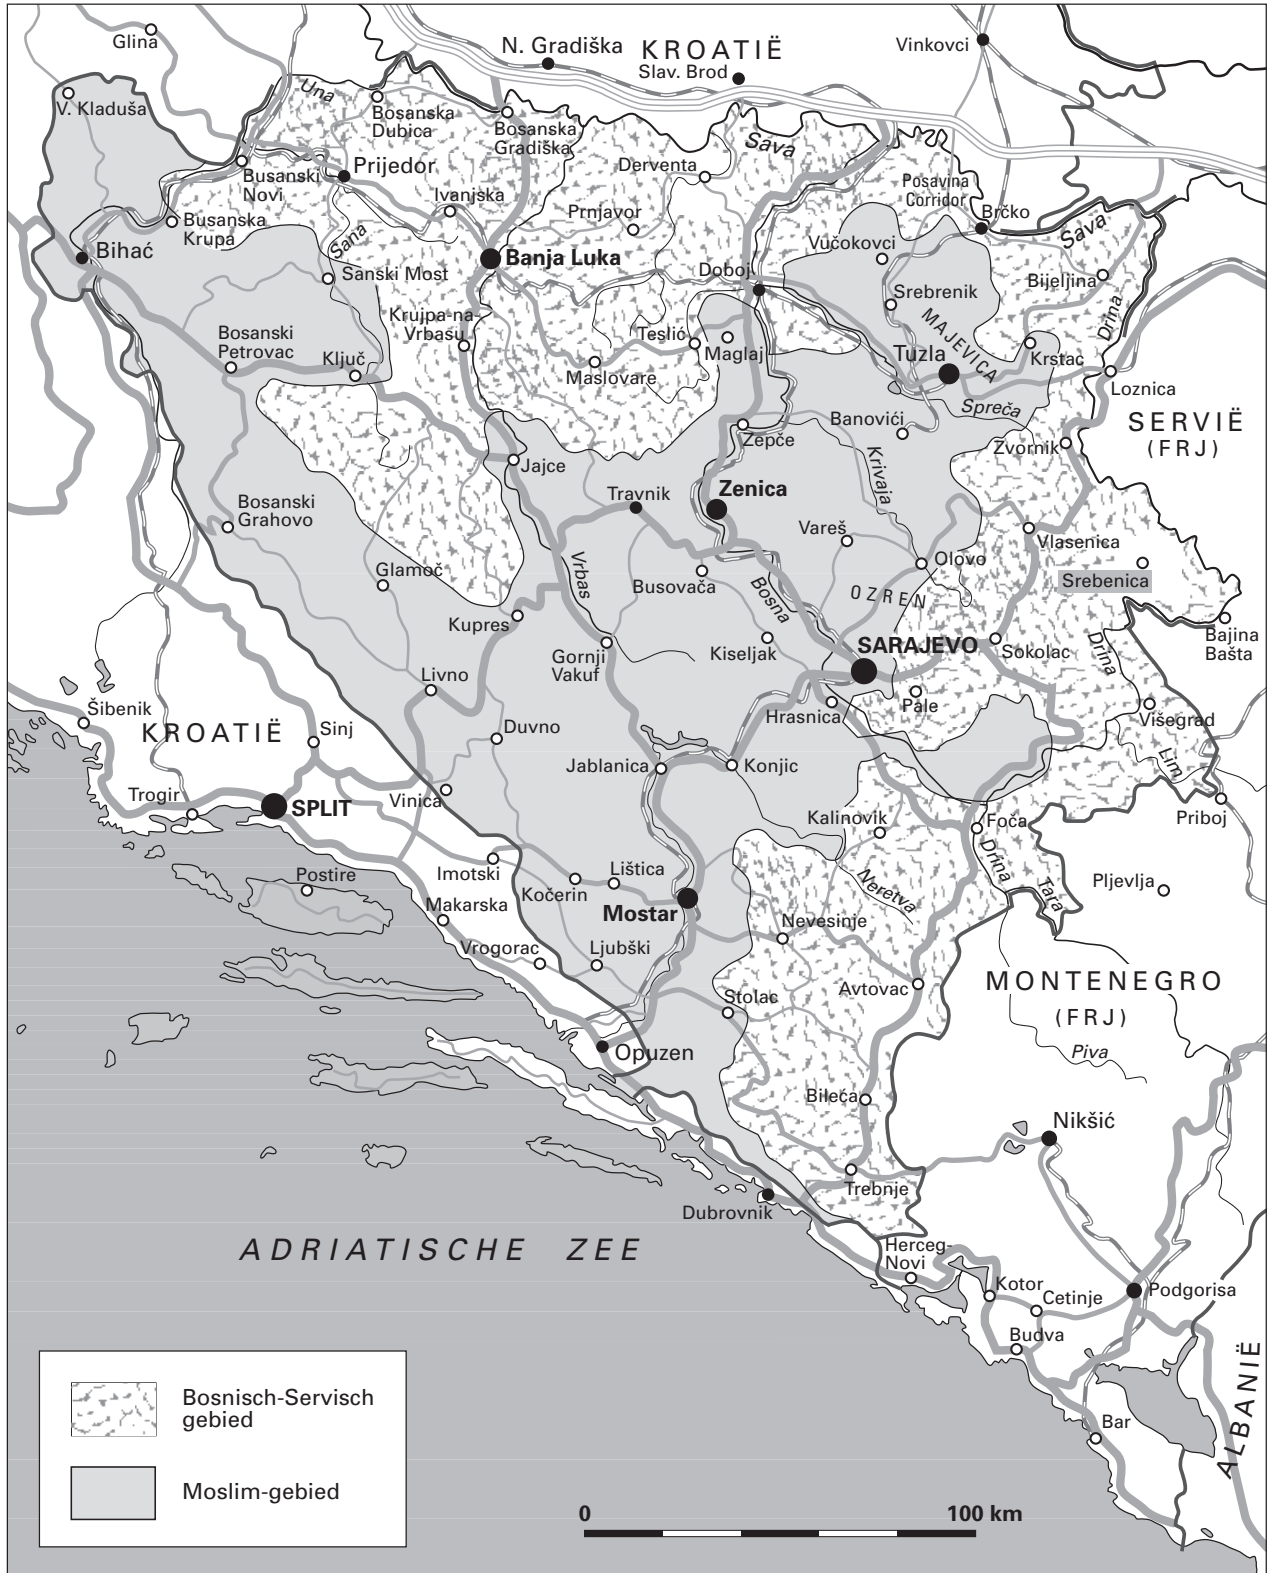 Glina
N. Gradiška
KROATIË
Vinkovci
Slav. Brod
V. Kladuša
Una
Bosanska
Dubica
Bosanska
Gradiška
Sava
Derventa
Prijedor
Busanski
Novi
Posavina
Corridor
Ivanjska
Prnjavor
Brčko
Sava
Busanska
Krupa
Sana
Vučokovci
Bihać
Banja Luka
Doboj
Sanski Most
Bijeljina
Srebrenik
Drina
Krujpa na-
Vrbasu
MAJEVICA
Bosanski
Petrovac
Teslić
Maglaj
Tuzla
Krstac
Ključ
Maslovare
Loznica
Spreča
SERVIË
(FRJ)
Banovići
Zepče
Zvornik
Jajce
Krivaja
Travnik
Zenica
Bosanski
Grahovo
Vareš
Vlasenica
Olovo
Glamoč
Vrbas
Busovača
Bosna
Srebenica
OZREN
Kupres
Bajina
Bašta
Gornji
Vakuf
Kiseljak
SARAJEVO
Sokolac
Drina
Livno
Pale
Šibenik
Hrasnica
Višegrad
KROATIË
Sinj
Duvno
Lim
Jablanica
Konjic
Trogir
SPLIT
Vinica
Kalinovik
Foča
Priboj
Drina
Imotski
Lištica
Postire
Kočerin
Neretva
Tara
Pljevlja
Makarska
Mostar
Nevesinje
Vrogorac
Ljubški
MONTENEGRO
(FRJ)
Avtovac
Stolac
Opuzen
Piva
Bileća
Nikšić
Trebnje
Dubrovnik
ADRIATISCHE ZEE
Herceg-
Novi
Kotor
Cetinje
Podgorisa
Budva
ALBANIË
Bosnisch-Servisch
gebied
Bar
Moslim-gebied
0
100 km